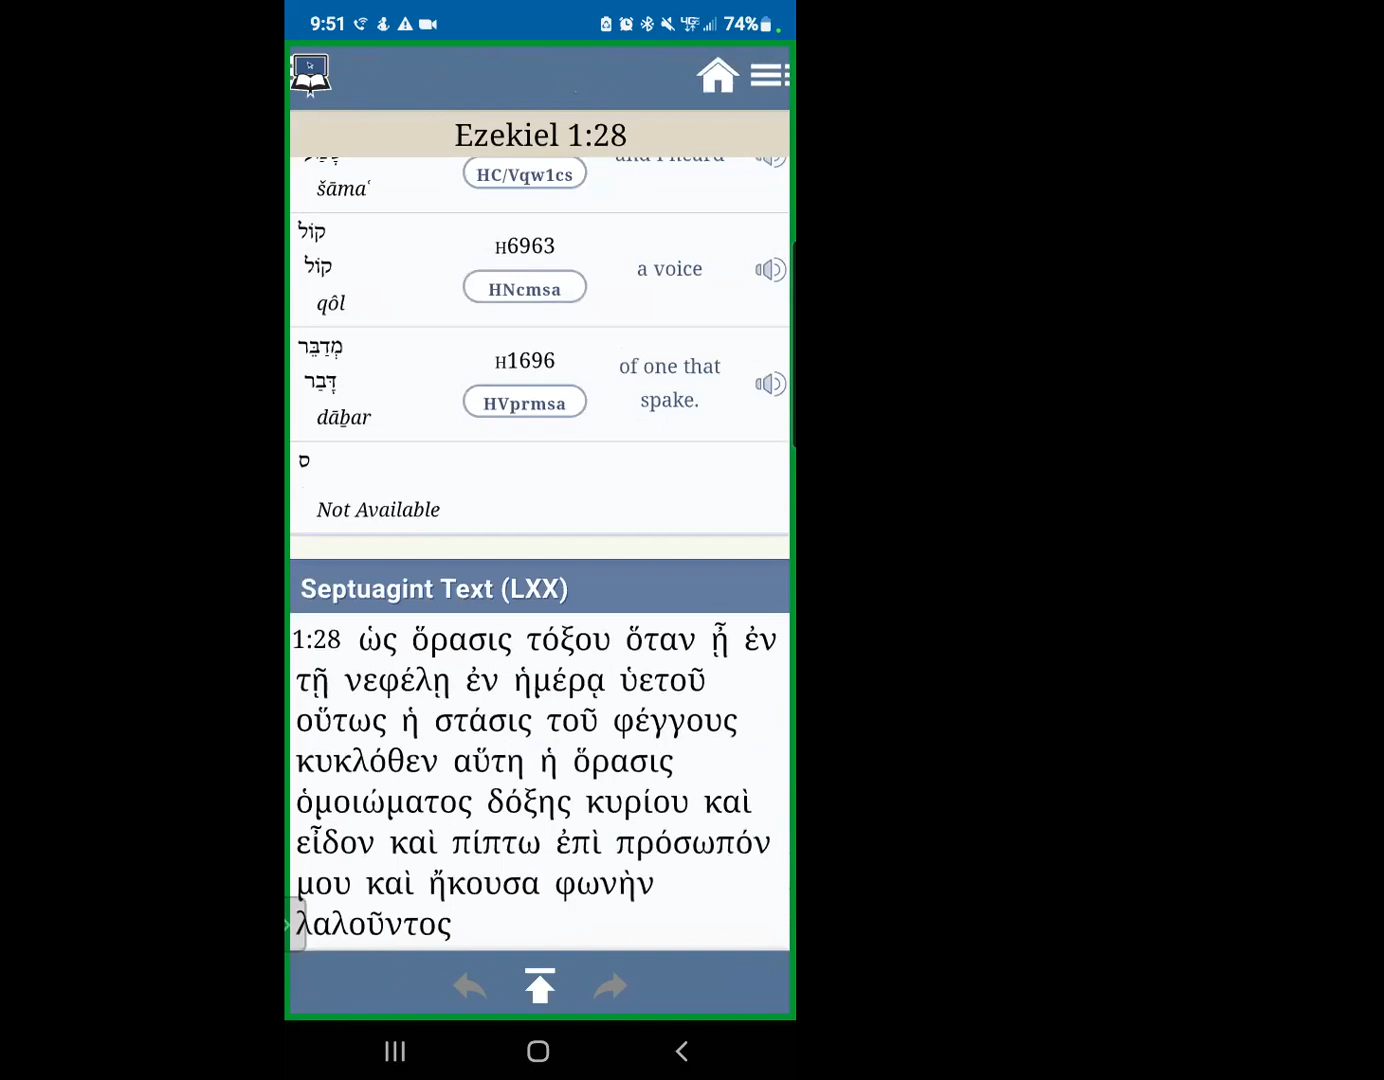 9:51 74%
Ezekiel 1:28
and I heard
HC/Vqw1cs
šāmaʿ
קוֹל
H6963
קוֹל
a voice
HNcmsa
qôl
מְדַבֵּר
H1696
of one that
דָּבַר
HVprmsa
spake.
dāḇar
ס
Not Available
Septuagint Text (LXX)
1:28 ὡς ὅρασις τόξου ὅταν ᾖ ἐν
τῇ νεφέλῃ ἐν ἡμέρᾳ ὑετοῦ
οὕτως ἡ στάσις τοῦ φέγγους
κυκλόθεν αὕτη ἡ ὅρασις
ὁμοιώματος δόξης κυρίου καὶ
εἶδον καὶ πίπτω ἐπὶ πρόσωπόν
μου καὶ ἤκουσα φωνὴν
λαλοῦντος